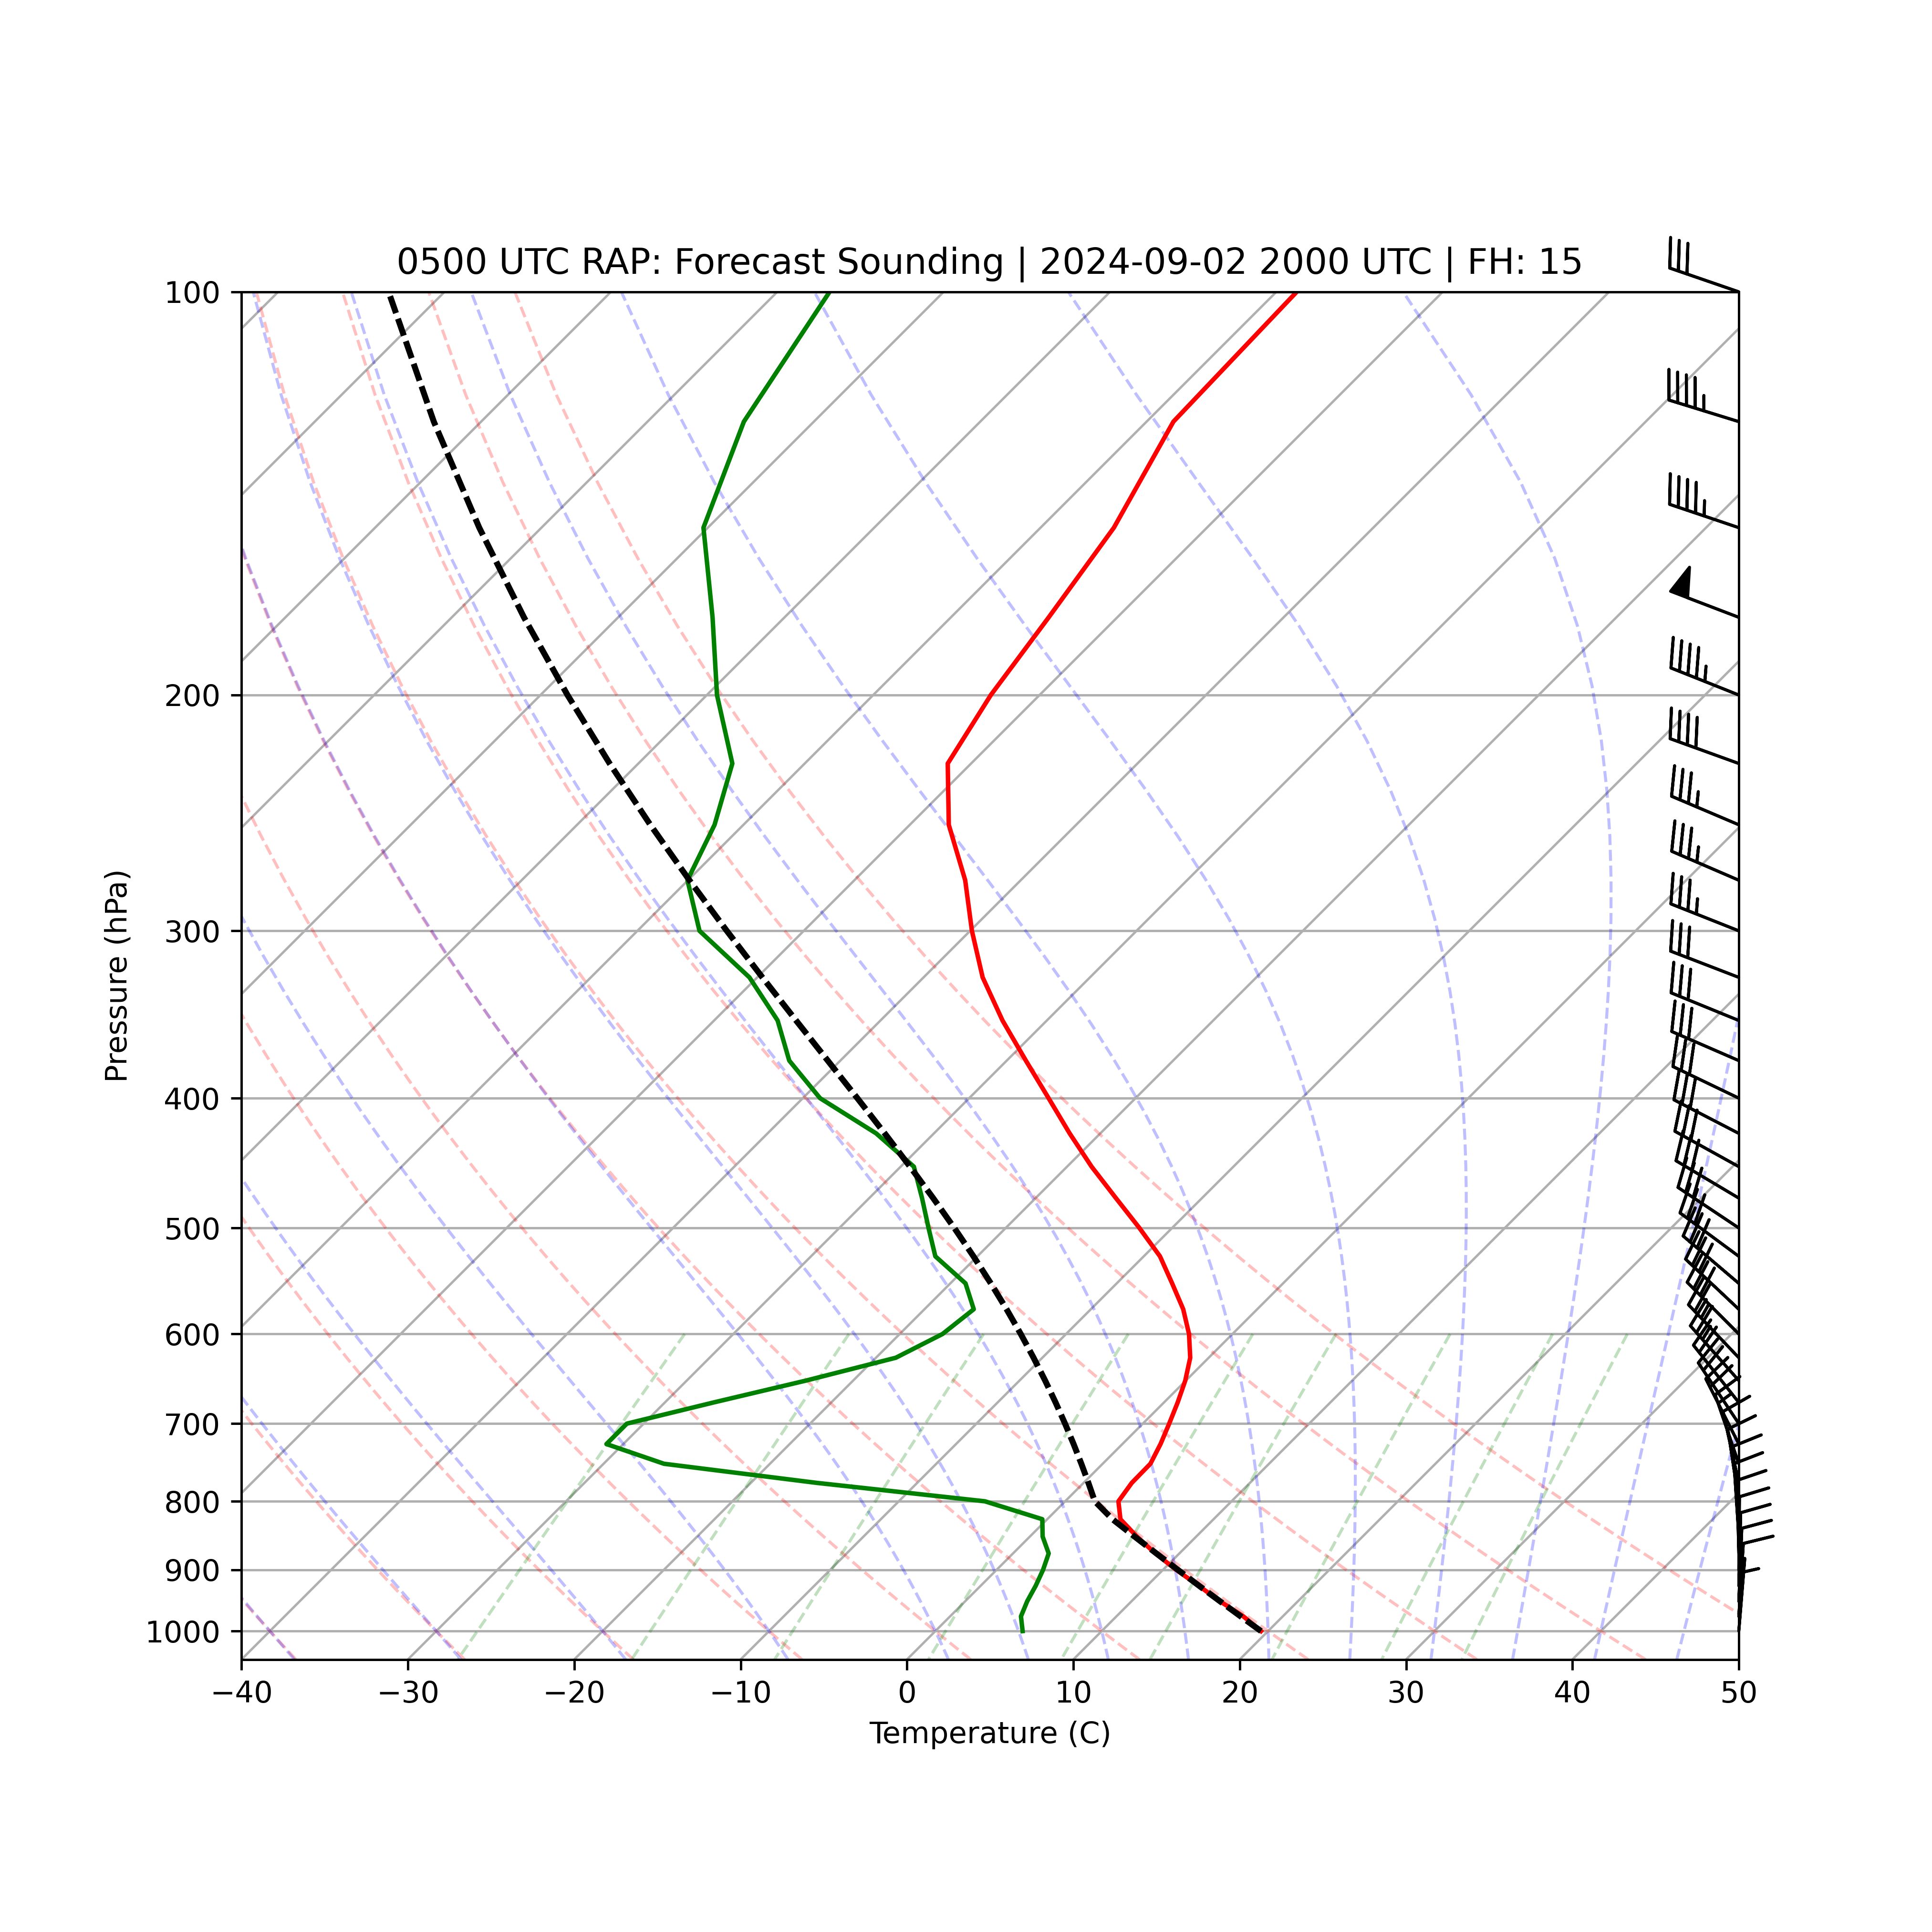 0500 UTC RAP: Forecast Sounding | 2024-09-02 2000 UTC | FH: 15
100
200
300
400
500
600
700
800
900
1000
Pressure (hPa)
−40 −30 −20 −10 0 10 20 30 40 50
Temperature (C)